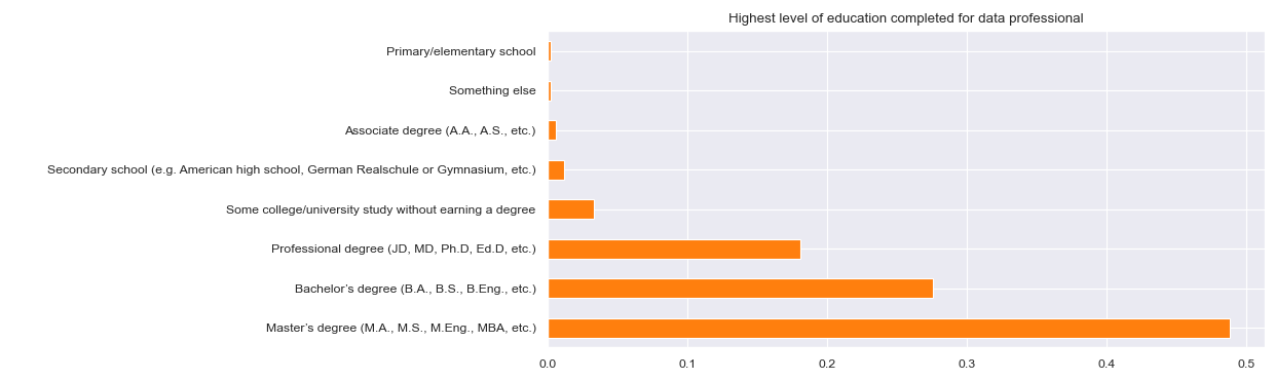 Highest level of education completed for data professional
Primary/elementary school
Something else
Associate degree (A.A., A.S., etc.)
Secondary school (e.g. American high school, German Realschule or Gymnasium, etc.)
Some college/university study without earning a degree
Professional degree (JD, MD, Ph.D, Ed.D, etc.)
Bachelor’s degree (B.A., B.S., B.Eng., etc.)
Master’s degree (M.A., M.S., M.Eng., MBA, etc.)
0.0 0.1 0.2 0.3 0.4 0.5